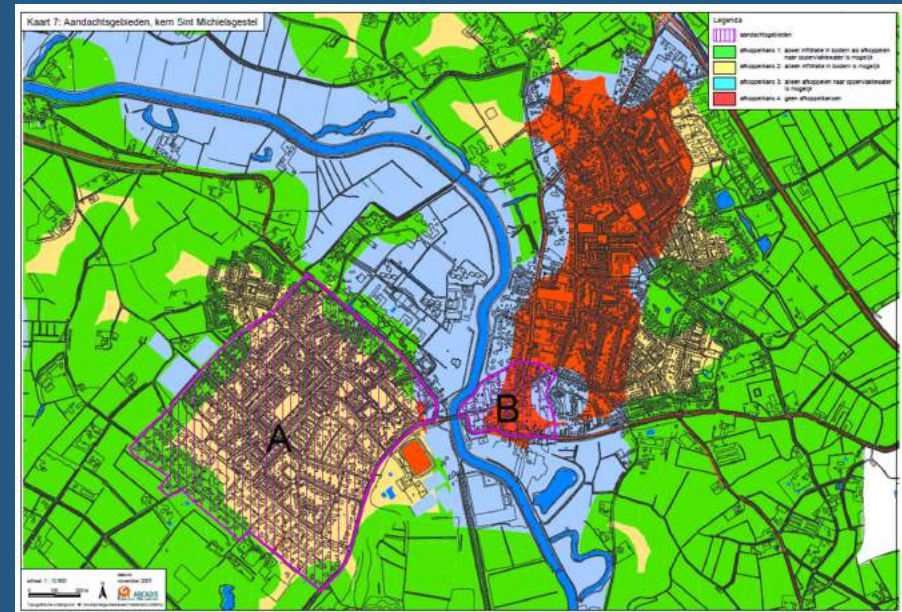 Kaart 7: Aandachtsgebieden, kern Sint Michielsgestel
Legenda
aandachtsgebieden
afkoppelkans 1: zowel infiltratie in bodem als afkoppelen
naar oppervlaktewater is mogelijk
afkoppelkans 2: alleen infiltratie in bodem is mogelijk
afkoppelkans 3: alleen afkoppelen naar oppervlaktewater
is mogelijk
afkoppelkans 4: geen afkoppelkansen
A
B
schaal 1 :
datum
november 2007
ARCADIS